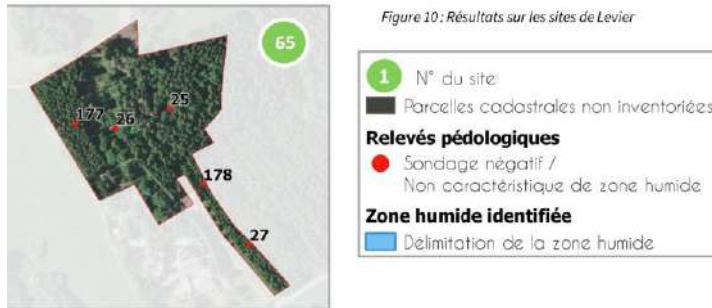 Figure 10 : Résultats sur les sites de Levier
65
177
26
25
178
27
1 N° du site
Parcelles cadastrales non inventoriées
Relevés pédologiques
Sondage négatif /
Non caractéristique de zone humide
Zone humide identifiée
Délimitation de la zone humide